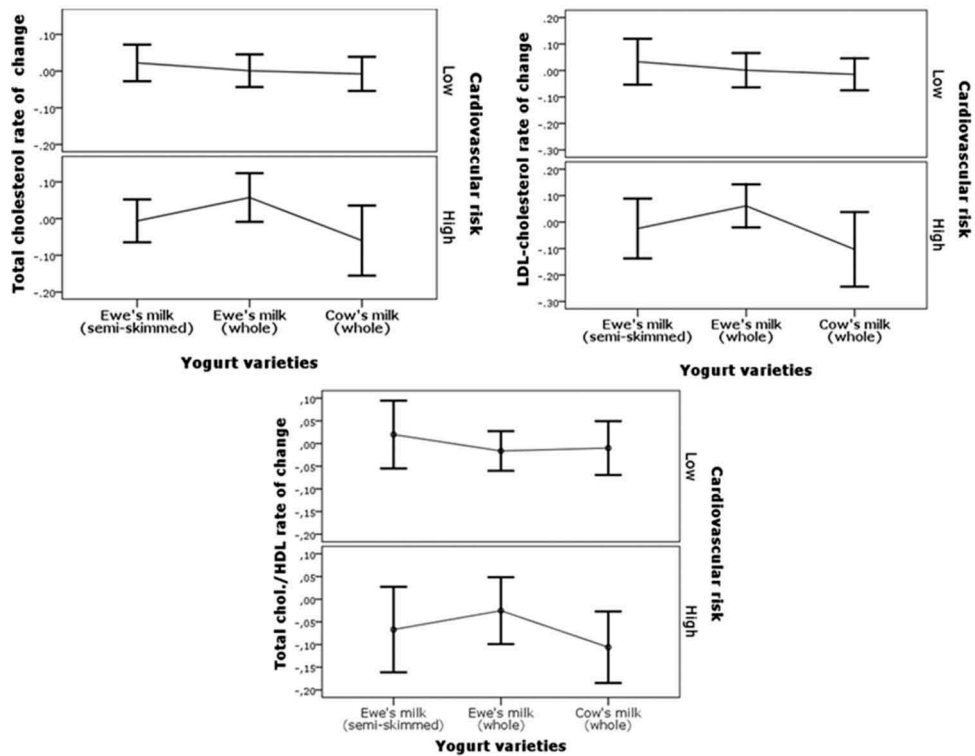 Total cholesterol rate of change
.10
.00
-.10
-.20
.10
.00
-.10
-.20
Low
High
Cardiovascular risk
Ewe's milk
(semi-skimmed)
Ewe's milk
(whole)
Cow's milk
(whole)
Yogurt varieties
LDL-cholesterol rate of change
.20
.10
.00
-.10
-.20
-.30
.20
.10
.00
-.10
-.20
-.30
Low
High
Cardiovascular risk
Ewe's milk
(semi-skimmed)
Ewe's milk
(whole)
Cow's milk
(whole)
Yogurt varieties
Total chol./HDL rate of change
,10
,05
,00
-,05
-,10
-,15
-,20
,10
,05
,00
-,05
-,10
-,15
-,20
Low
High
Cardiovascular risk
Ewe's milk
(semi-skimmed)
Ewe's milk
(whole)
Cow's milk
(whole)
Yogurt varieties